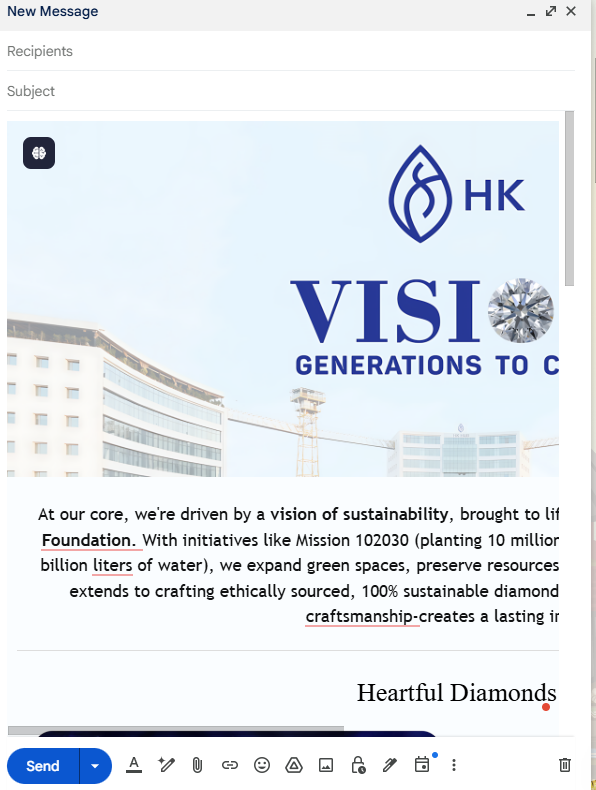 New Message
Recipients
Subject
HK
VISI
GENERATIONS TO C
At our core, we're driven by a vision of sustainability, brought to lif
Foundation. With initiatives like Mission 102030 (planting 10 million
billion liters of water), we expand green spaces, preserve resources
extends to crafting ethically sourced, 100% sustainable diamond
craftsmanship-creates a lasting in
Heartful Diamonds
Send